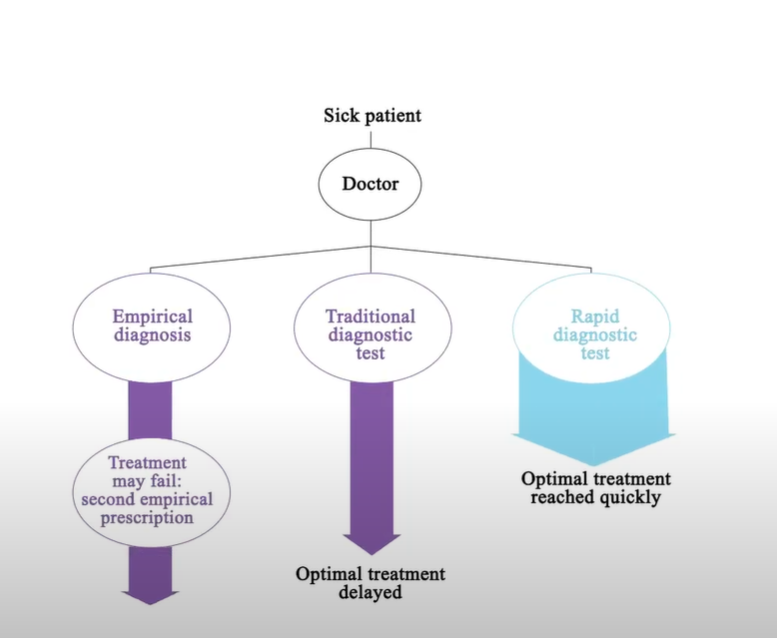 Sick patient
Doctor
Empirical
diagnosis
Traditional
diagnostic
test
Rapid
diagnostic
test
Treatment
may fail:
second empirical
prescription
Optimal treatment
reached quickly
Optimal treatment
delayed